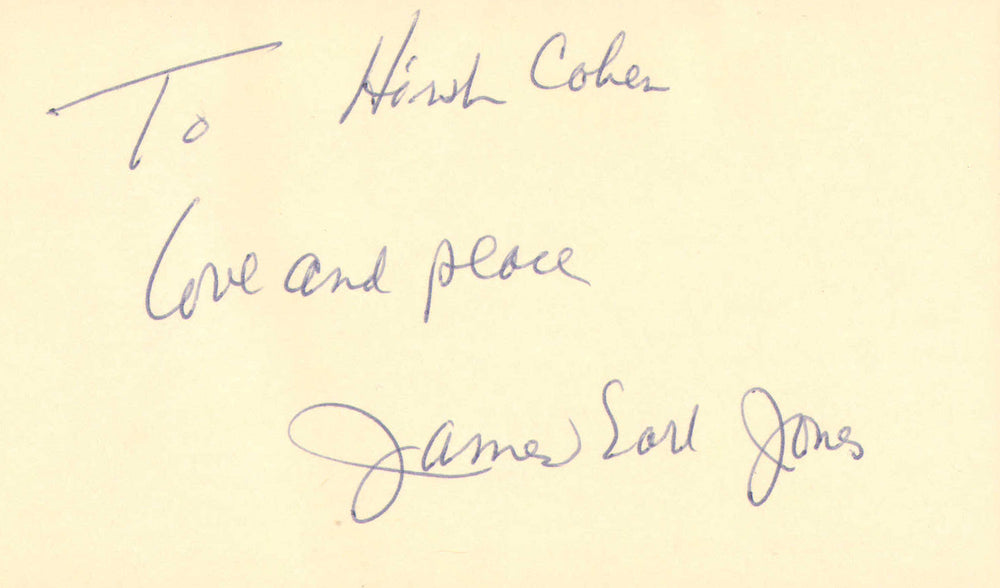 To Hirsh Cohen
Love and peace
James Earl Jones